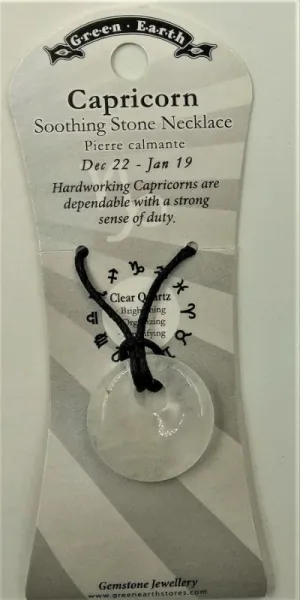 Green · Earth
Capricorn
Soothing Stone Necklace
Pierre calmante
Dec 22 - Jan 19
Hardworking Capricorns are
dependable with a strong
sense of duty.
Clear Quartz
Gemstone Jewellery
www.greenearthstores.com